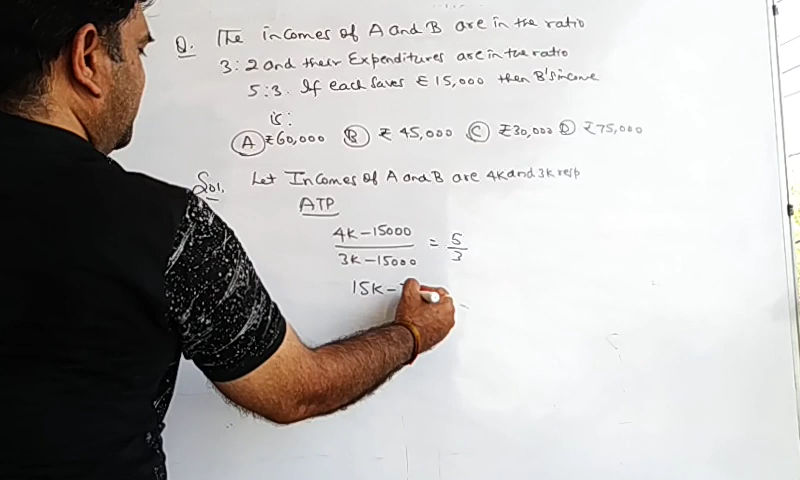 Q. The incomes of A and B are in the ratio
3:2 and their Expenditures are in the ratio
5:3. If each saves ₹ 15,000 then B's income
is:
A ₹60,000 B ₹ 45,000 C ₹30,000 D ₹75,000
Sol. Let Incomes of A and B are 4K and 3K resp
ATP
4K-15000 / 3K-15000 = 5/3
15K-